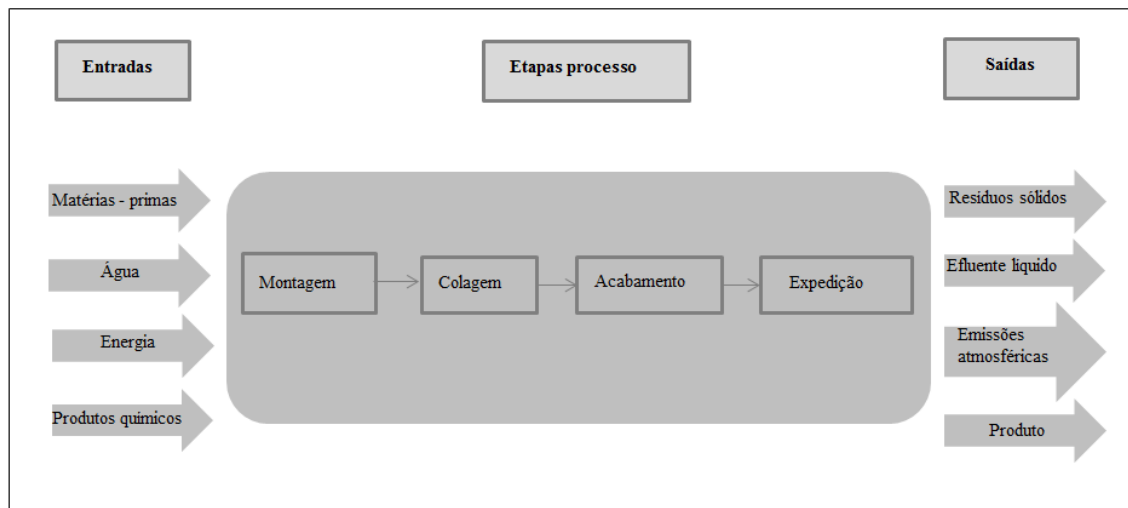 Entradas
Etapas processo
Saídas
Matérias - primas
Água
Energia
Produtos quimicos
Montagem
Colagem
Acabamento
Expedição
Resíduos sólidos
Efluente liquido
Emissões
atmosféricas
Produto